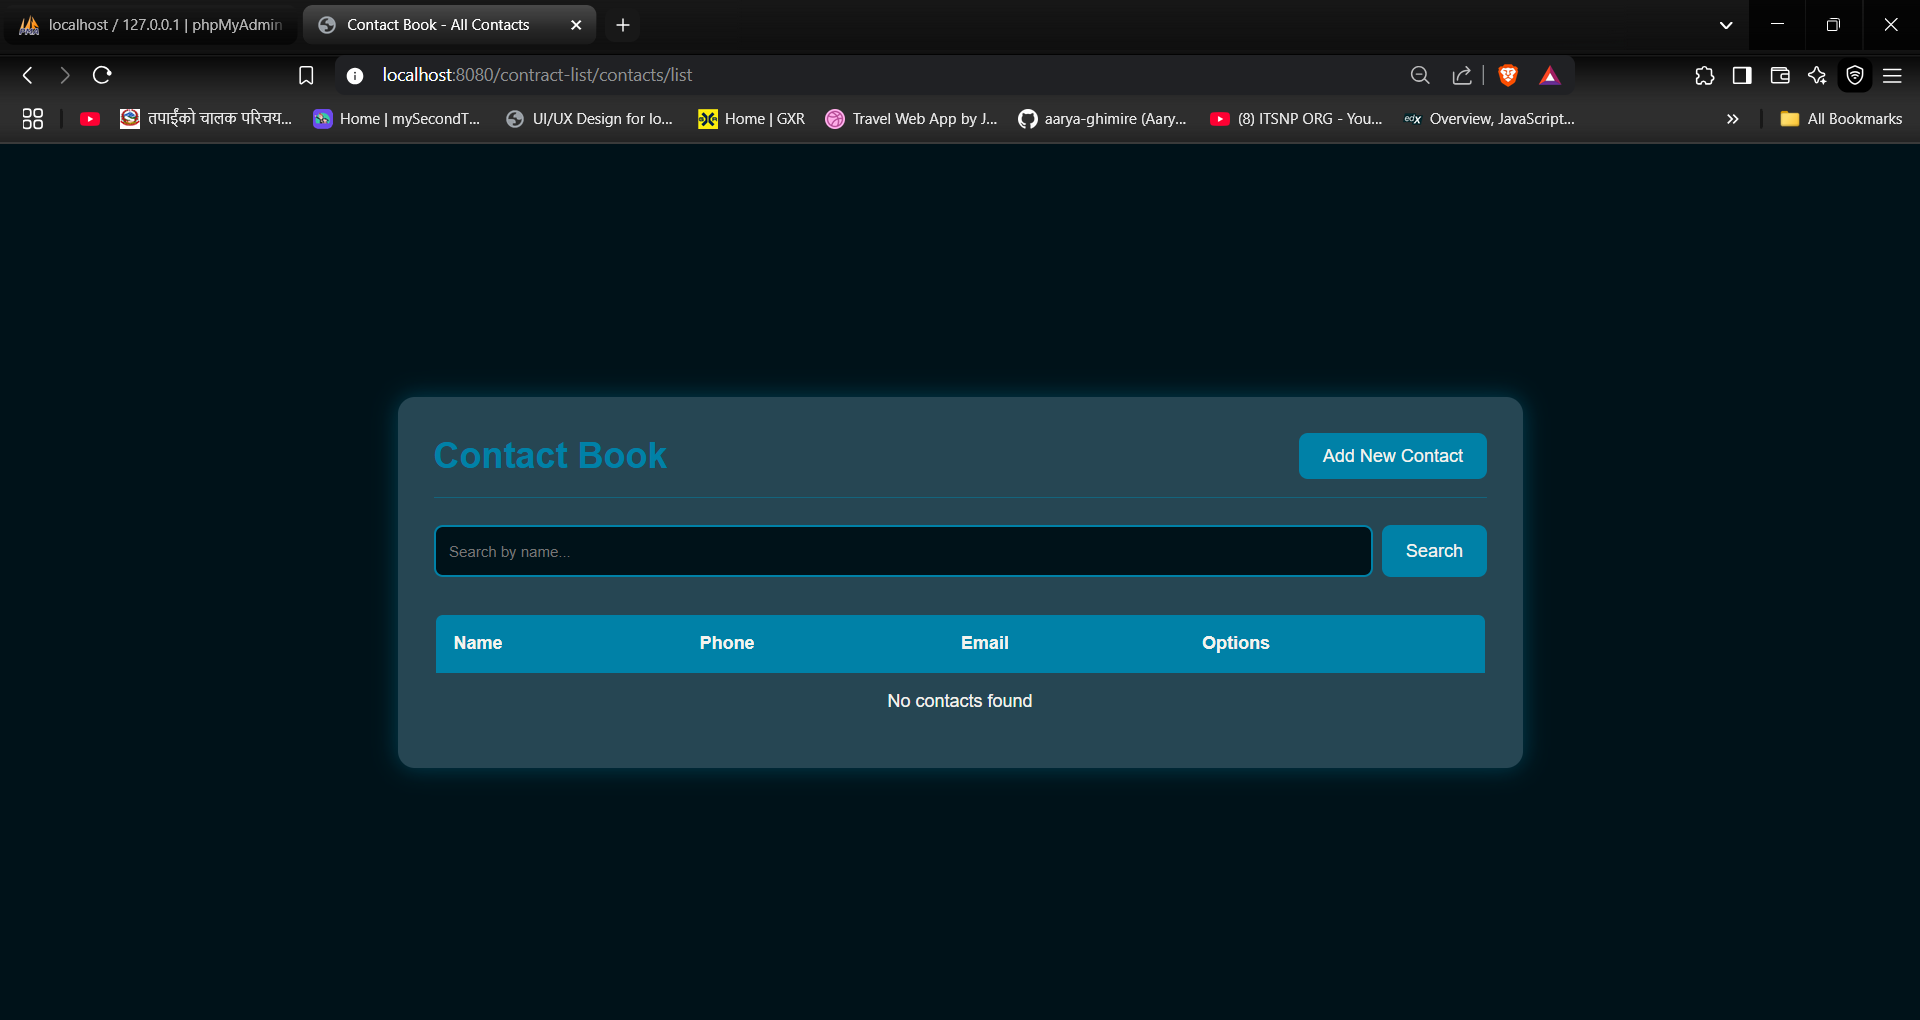 localhost / 127.0.0.1 | phpMyAdmin
Contact Book - All Contacts
localhost:8080/contract-list/contacts/list
तपाईंको चालक परिचय...
Home | mySecondT...
UI/UX Design for lo...
Home | GXR
Travel Web App by J...
aarya-ghimire (Aary...
(8) ITSNP ORG - You...
edx
Overview, JavaScript...
All Bookmarks
Contact Book
Add New Contact
Search by name...
Search
Name Phone Email Options
No contacts found